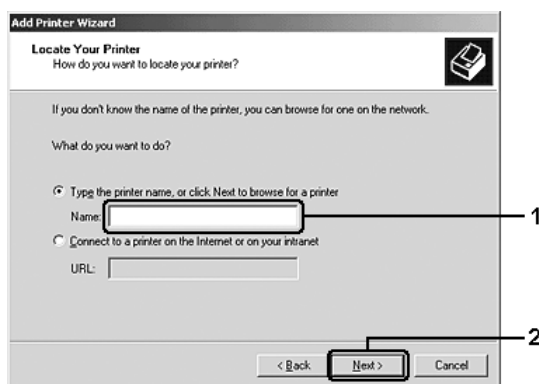 Add Printer Wizard
Locate Your Printer
How do you want to locate your printer?
If you don't know the name of the printer, you can browse for one on the network.
What do you want to do?
Type the printer name, or click Next to browse for a printer
Name:
1
Connect to a printer on the Internet or on your intranet
URL:
2
< Back
Next >
Cancel